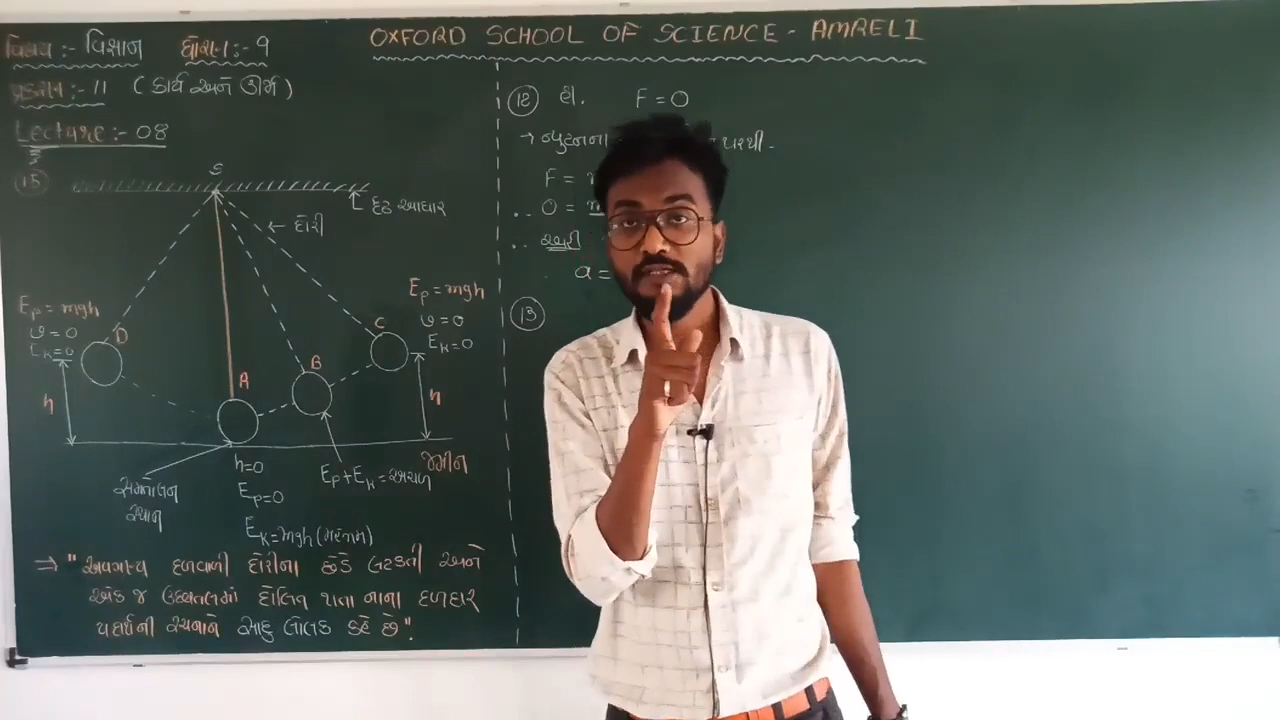 OXFORD SCHOOL OF SCIENCE - AMRELI
વિષય :- વિજ્ઞાન ધોરણ :- 9
પ્રકરણ :- 11 ( કાર્ય અને ઊર્જા )
Lecture :- 08
15
S
દૃઢ આધાર
દોરી
Ep = mgh
υ = 0
Ek = 0
D
h
A
B
C
Ep = mgh
υ = 0
Ek = 0
h
જમીન
સમતોલન
સ્થાન
h = 0
Ep = 0
Ek = mgh (મહત્તમ)
Ep + Ek = અચળ
⇒ " અવગણ્ય દળવાળી દોરીના છેડે લટકતી અને
એક જ ઉર્ધ્વતલમાં દોલિત થતા નાના દળદાર
પદાર્થની રચનાને સાદુ લોલક કહે છે".
12 હા. F = 0
→ ન્યુટનના પરથી.
F =
∴ 0 =
∴
a =
13